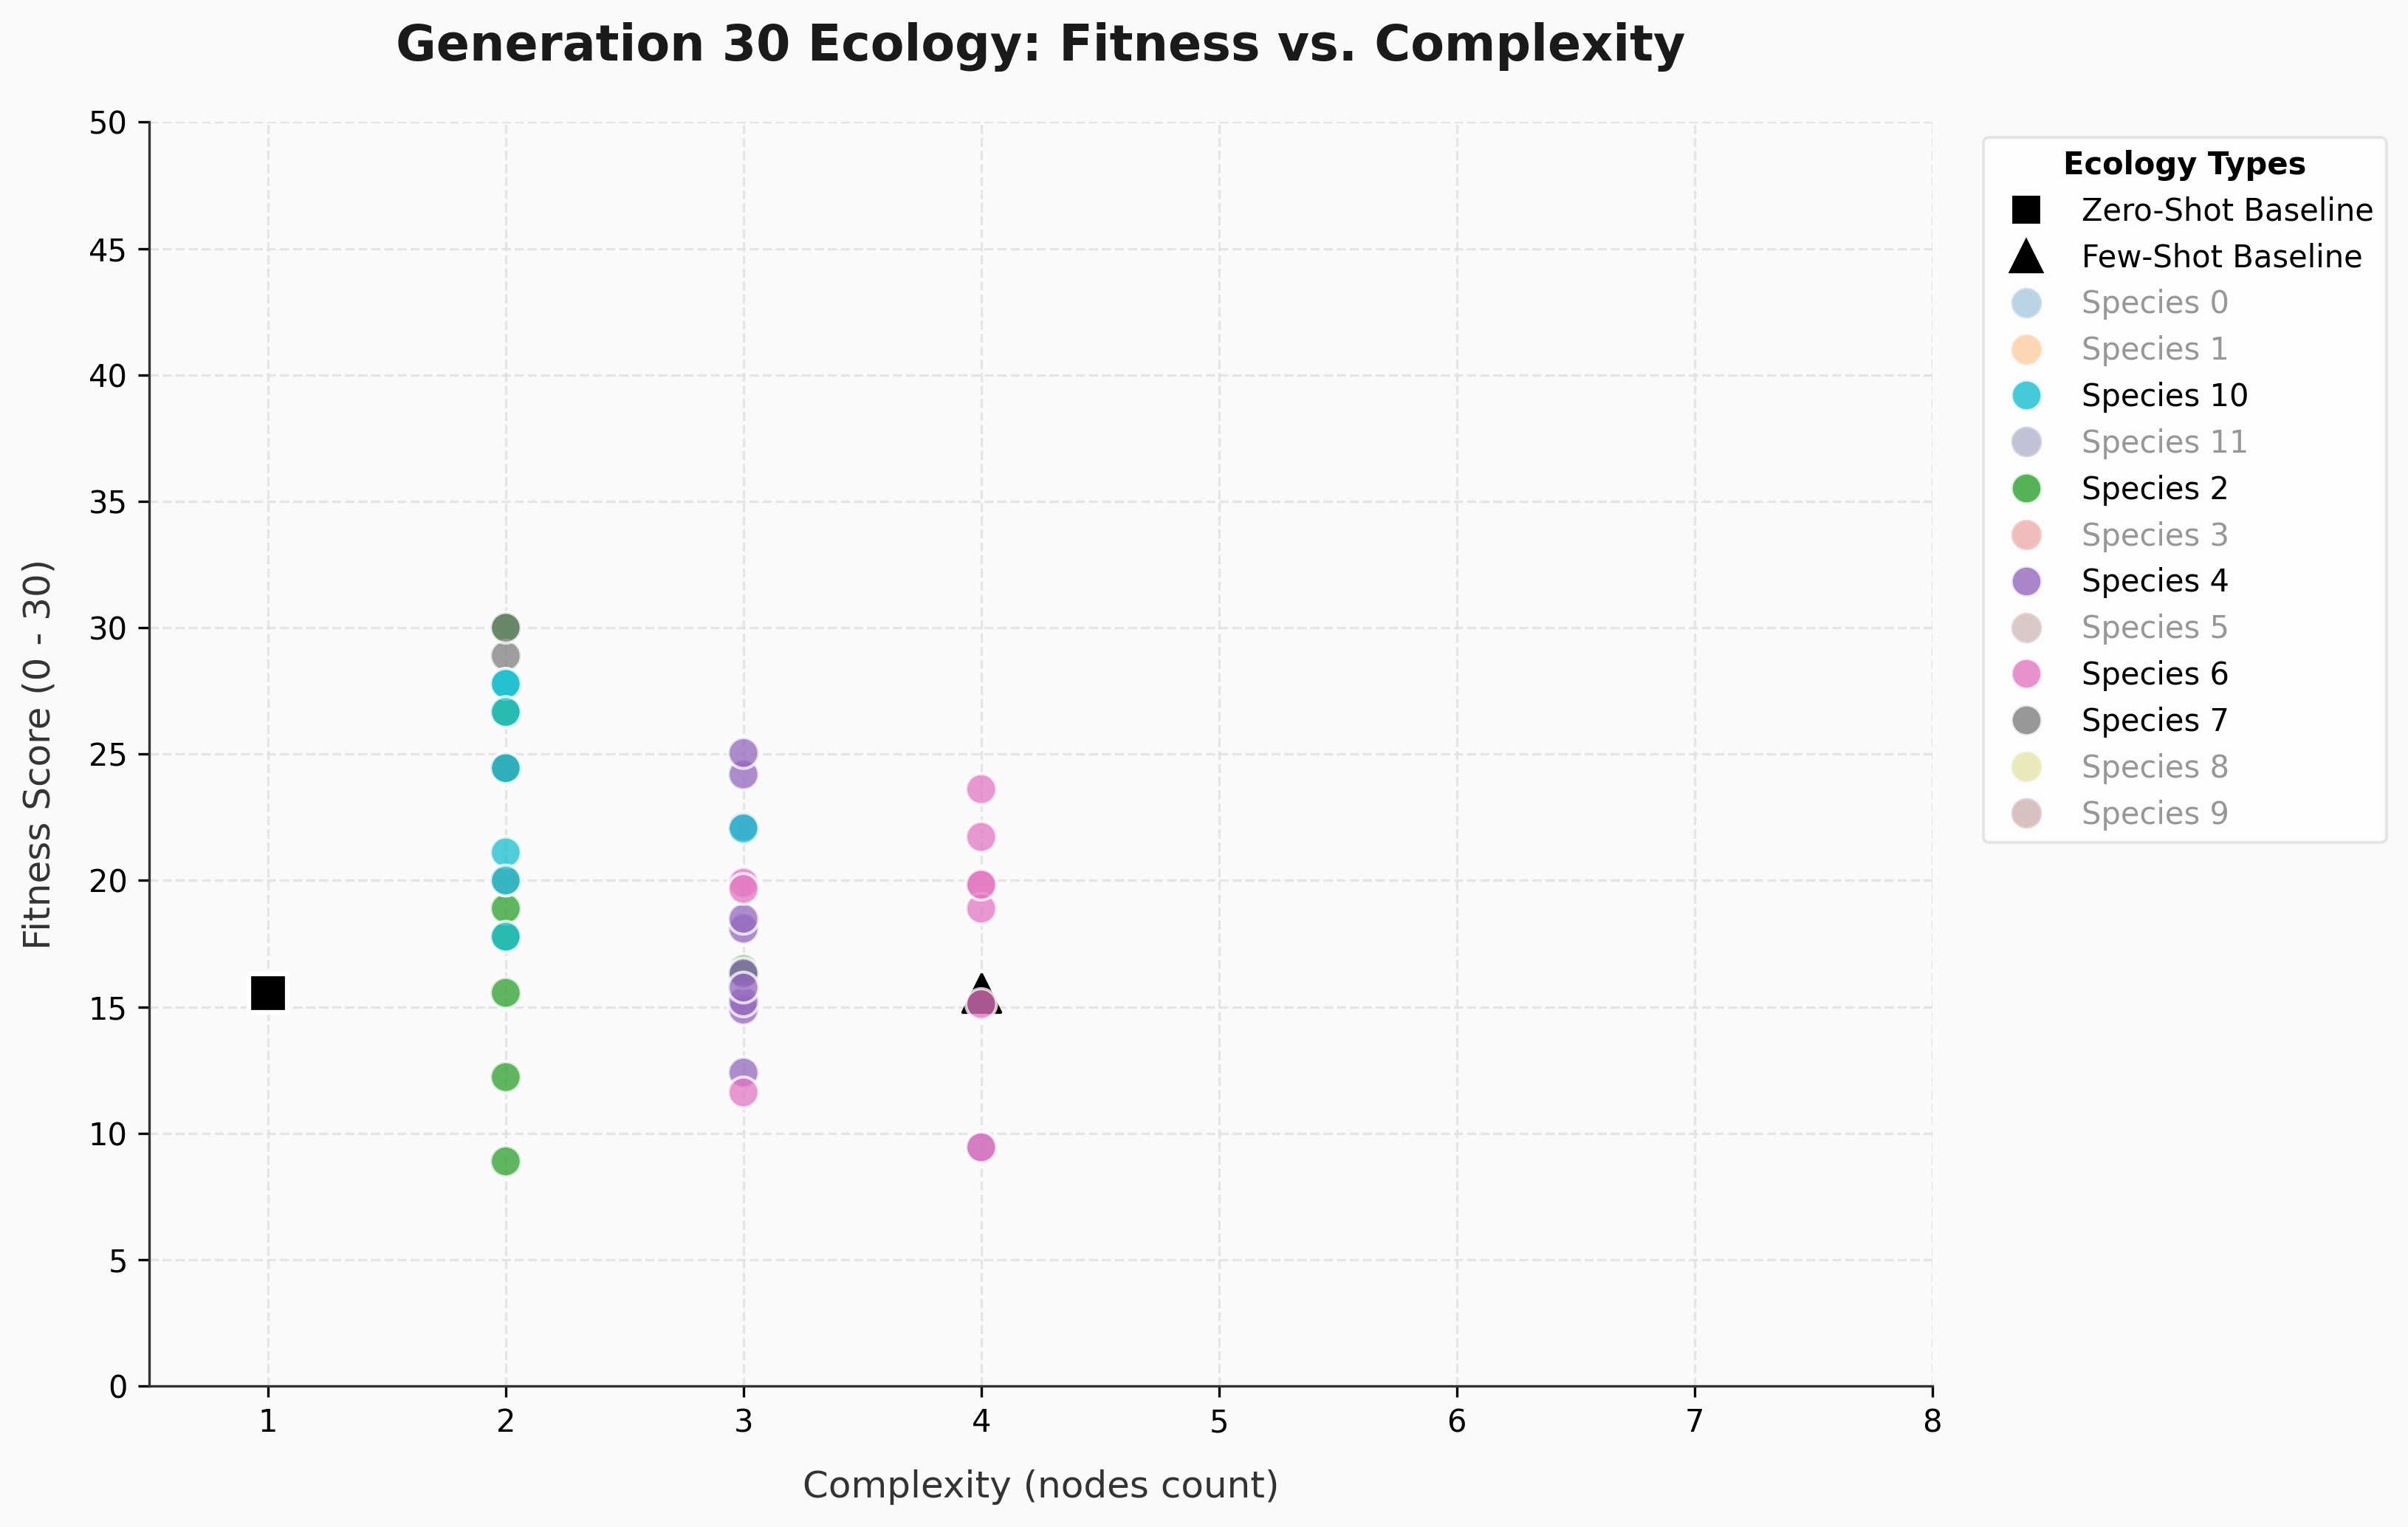 Generation 30 Ecology: Fitness vs. Complexity
50
45
40
35
30
25
20
15
10
5
0
Fitness Score (0 - 30)
1 2 3 4 5 6 7 8
Complexity (nodes count)
Ecology Types
Zero-Shot Baseline
Few-Shot Baseline
Species 0
Species 1
Species 10
Species 11
Species 2
Species 3
Species 4
Species 5
Species 6
Species 7
Species 8
Species 9